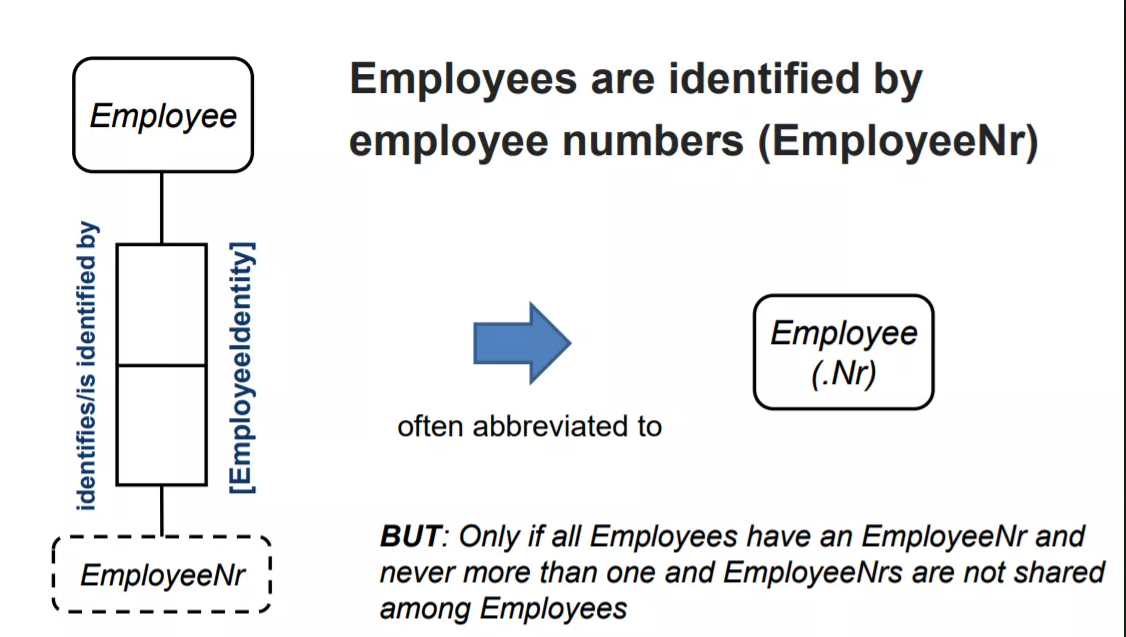 Employees are identified by
employee numbers (EmployeeNr)
Employee
identifies/is identified by
[EmployeeIdentity]
EmployeeNr
often abbreviated to
Employee
(.Nr)
BUT: Only if all Employees have an EmployeeNr and
never more than one and EmployeeNrs are not shared
among Employees